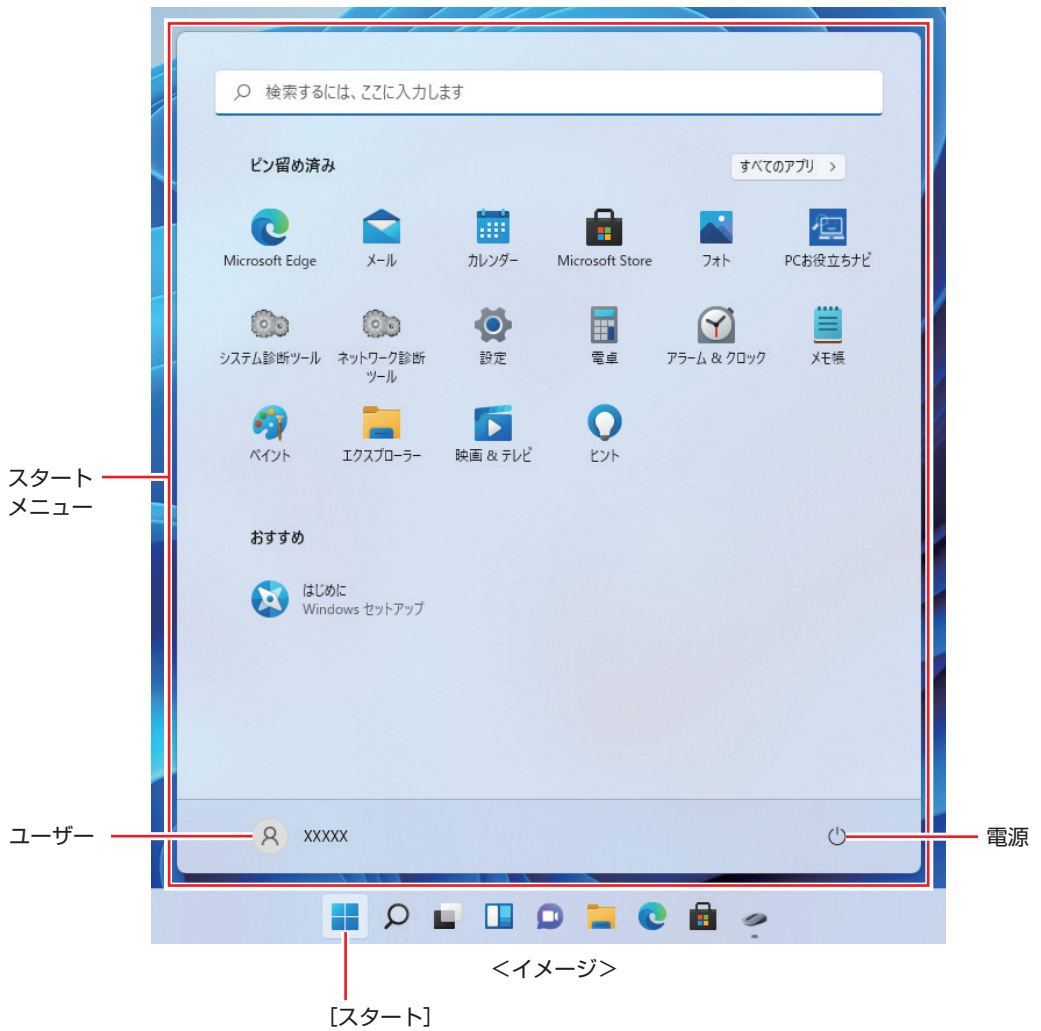 検索するには、ここに入力します
ピン留め済み
すべてのアプリ >
Microsoft Edge
メール
カレンダー
Microsoft Store
フォト
PCお役立ちナビ
システム診断ツール
ネットワーク診断
ツール
設定
電卓
アラーム & クロック
メモ帳
ペイント
エクスプローラー
映画 & テレビ
ヒント
スタート
メニュー
おすすめ
はじめに
Windows セットアップ
ユーザー
XXXXX
電源
＜イメージ＞
[スタート]